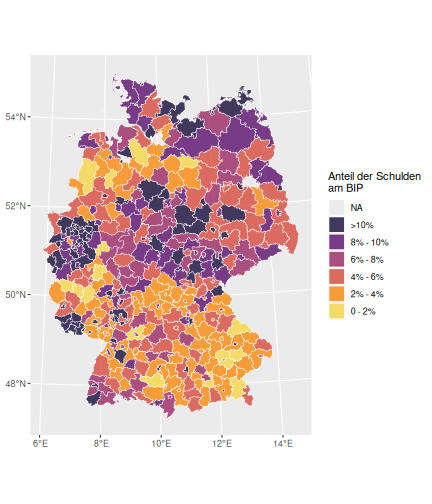 54°N
52°N
50°N
48°N
6°E 8°E 10°E 12°E 14°E
Anteil der Schulden
am BIP
NA
>10%
8% - 10%
6% - 8%
4% - 6%
2% - 4%
0 - 2%